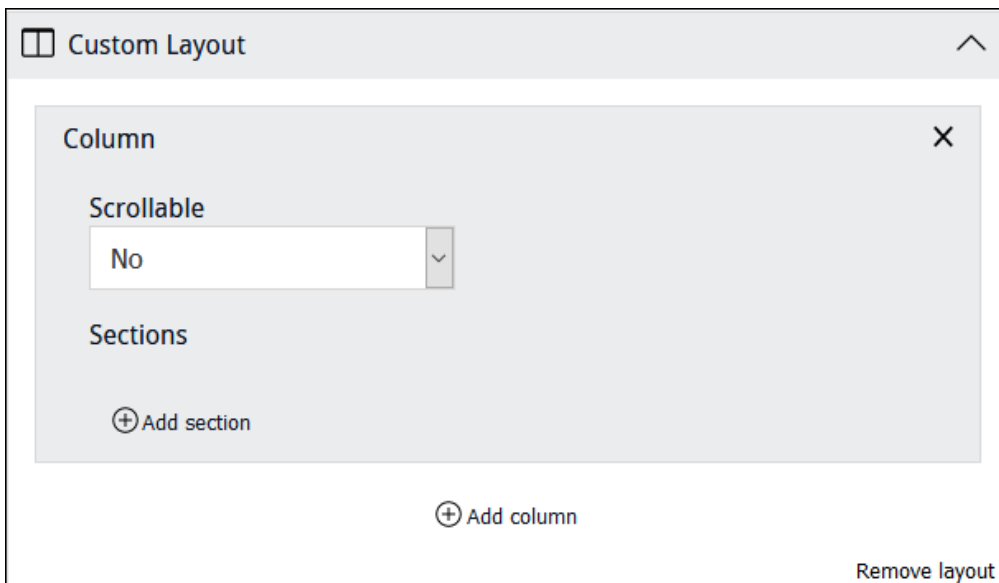 Custom Layout
Column
Scrollable
No
Sections
Add section
Add column
Remove layout